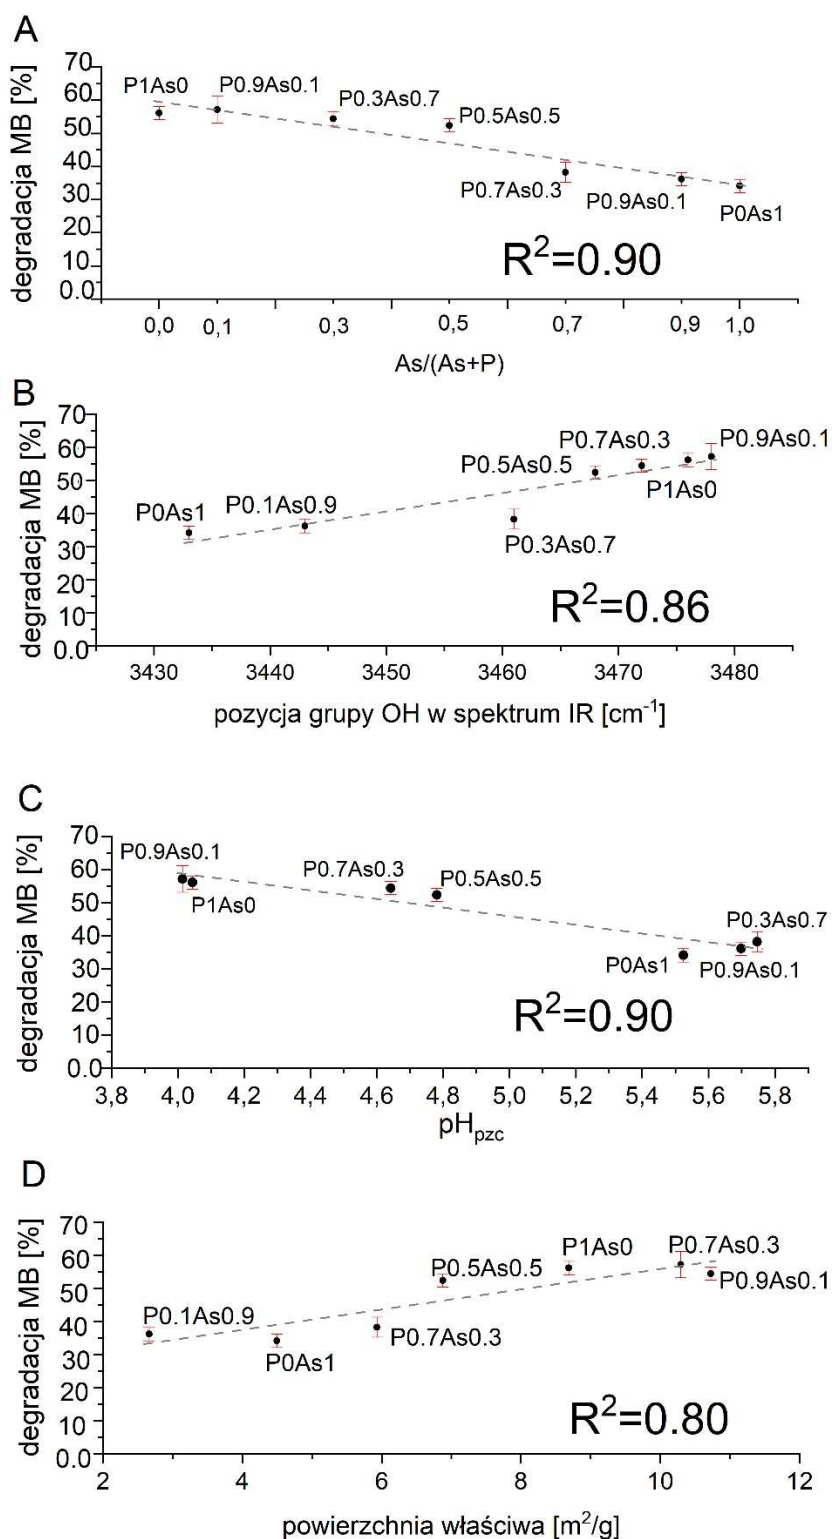 A
degradacja MB [%]
70
60
50
40
30
20
10
0.0
P1As0
P0.9As0.1
P0.3As0.7
P0.5As0.5
P0.7As0.3
P0.9As0.1
P0As1
R²=0.90
0,0
0,1
0,3
0,5
0,7
0,9
1,0
As/(As+P)
B
degradacja MB [%]
70
60
50
40
30
20
10
0.0
P0As1
P0.1As0.9
P0.5As0.5
P0.7As0.3
P0.9As0.1
P1As0
P0.3As0.7
R²=0.86
3430
3440
3450
3460
3470
3480
pozycja grupy OH w spektrum IR [cm⁻¹]
C
degradacja MB [%]
70
60
50
40
30
20
10
0.0
P0.9As0.1
P1As0
P0.7As0.3
P0.5As0.5
P0.3As0.7
P0As1
P0.9As0.1
R²=0.90
3,8
4,0
4,2
4,4
4,6
4,8
5,0
5,2
5,4
5,6
5,8
pHpzc
D
degradacja MB [%]
70
60
50
40
30
20
10
0.0
P0.1As0.9
P0As1
P0.7As0.3
P0.5As0.5
P1As0
P0.7As0.3
P0.9As0.1
R²=0.80
2
4
6
8
10
12
powierzchnia właściwa [m²/g]